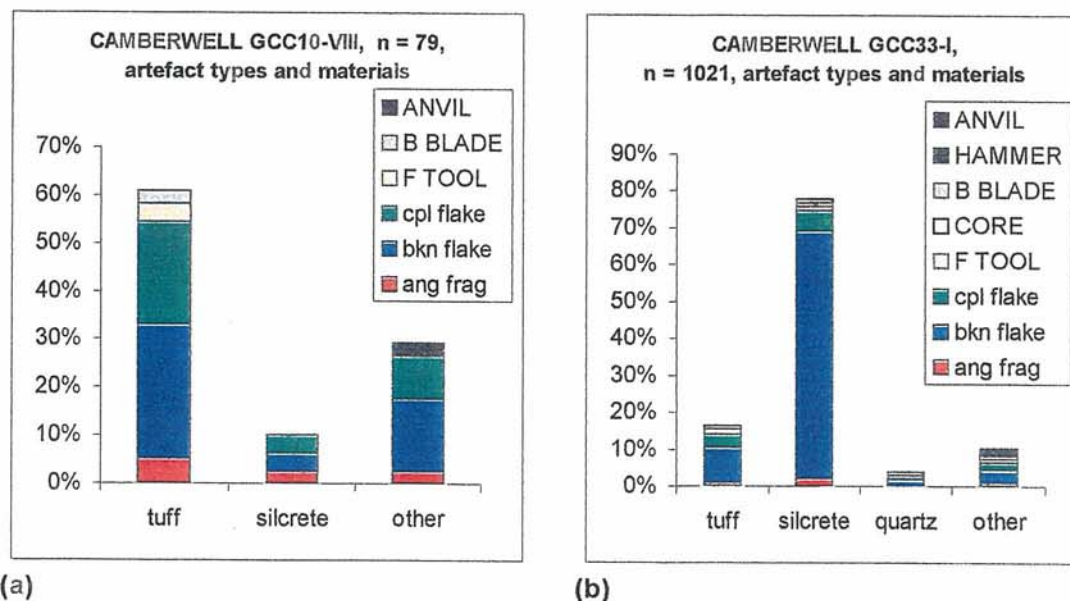 CAMBERWELL GCC10-VIII, n = 79,
artefact types and materials
ANVIL
B BLADE
F TOOL
cpl flake
bkn flake
ang frag
70%
60%
50%
40%
30%
20%
10%
0%
tuff silcrete other
(a)
CAMBERWELL GCC33-I,
n = 1021, artefact types and materials
ANVIL
HAMMER
B BLADE
CORE
F TOOL
cpl flake
bkn flake
ang frag
90%
80%
70%
60%
50%
40%
30%
20%
10%
0%
tuff silcrete quartz other
(b)